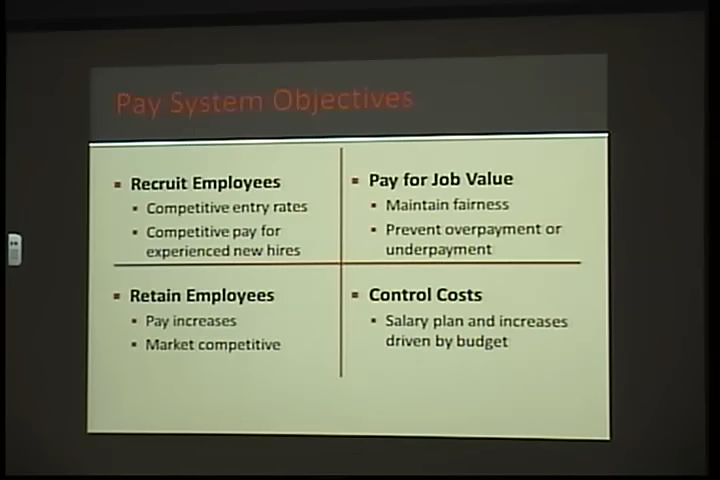 Pay System Objectives
Recruit Employees
Competitive entry rates
Competitive pay for
experienced new hires
Pay for Job Value
Maintain fairness
Prevent overpayment or
underpayment
Retain Employees
Pay increases
Market competitive
Control Costs
Salary plan and increases
driven by budget